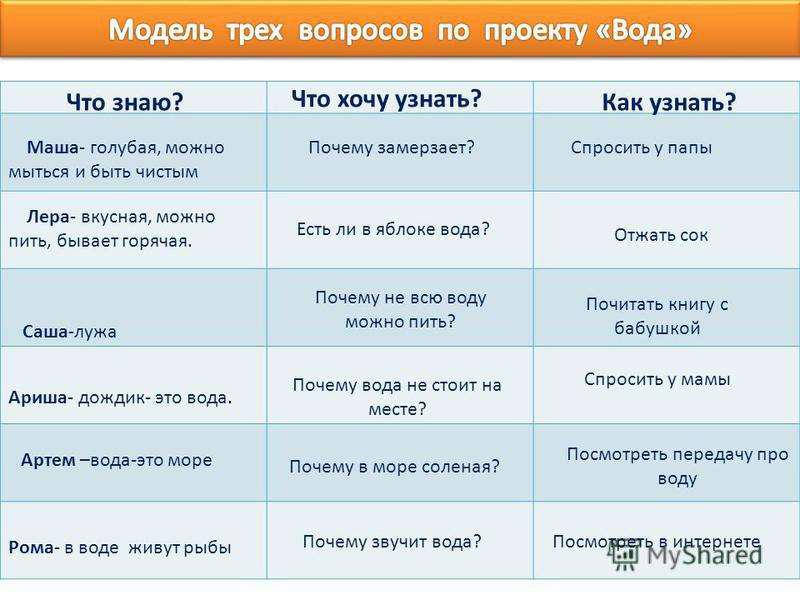 Модель трех вопросов по проекту «Вода»
Что знаю?
Что хочу узнать?
Как узнать?
Маша- голубая, можно
мыться и быть чистым
Почему замерзает?
Спросить у папы
Лера- вкусная, можно
пить, бывает горячая.
Есть ли в яблоке вода?
Отжать сок
Саша-лужа
Почему не всю воду
можно пить?
Почитать книгу с
бабушкой
Ариша- дождик- это вода.
Почему вода не стоит на
месте?
Спросить у мамы
Артем –вода-это море
Почему в море соленая?
Посмотреть передачу про
воду
Рома- в воде живут рыбы
Почему звучит вода?
Посмотреть в интернете
MyShared